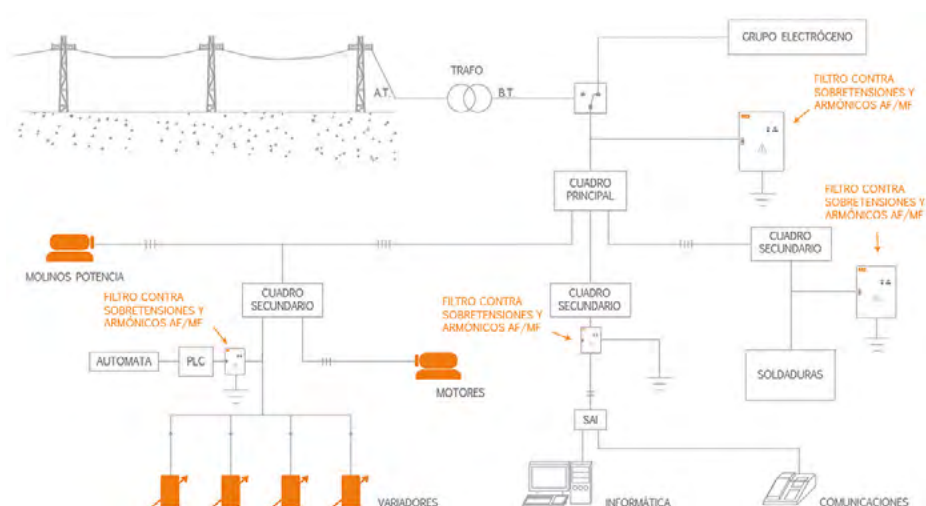 GRUPO ELECTRÓGENO
TRAFO
A.T.
B.T.
FILTRO CONTRA
SOBRETENSIONES Y
ARMÓNICOS AF/MF
CUADRO
PRINCIPAL
FILTRO CONTRA
SOBRETENSIONES Y
ARMÓNICOS AF/MF
CUADRO
SECUNDARIO
MOLINOS POTENCIA
CUADRO
SECUNDARIO
FILTRO CONTRA
SOBRETENSIONES Y
ARMÓNICOS AF/MF
CUADRO
SECUNDARIO
FILTRO CONTRA
SOBRETENSIONES Y
ARMÓNICOS AF/MF
AUTOMATA
PLC
MOTORES
SOLDADURAS
SAI
VARIADORES
INFORMÁTICA
COMUNICACIONES